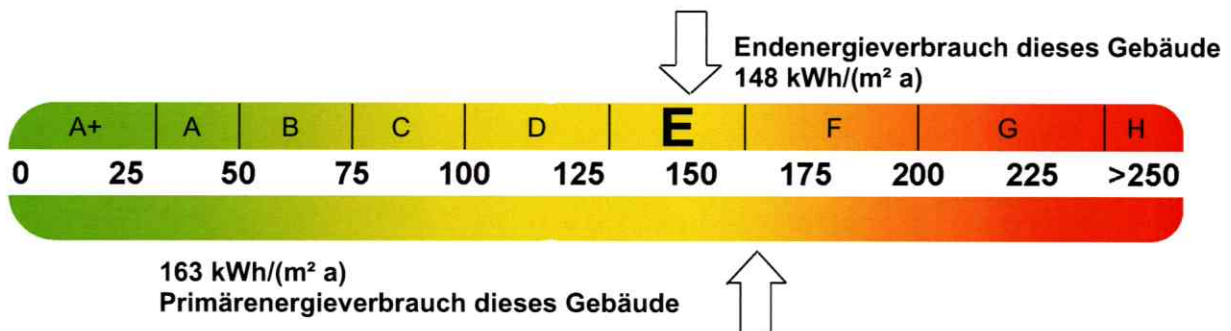 Endenergieverbrauch dieses Gebäude
148 kWh/(m² a)
A+ A B C D E F G H
0 25 50 75 100 125 150 175 200 225 >250
163 kWh/(m² a)
Primärenergieverbrauch dieses Gebäude